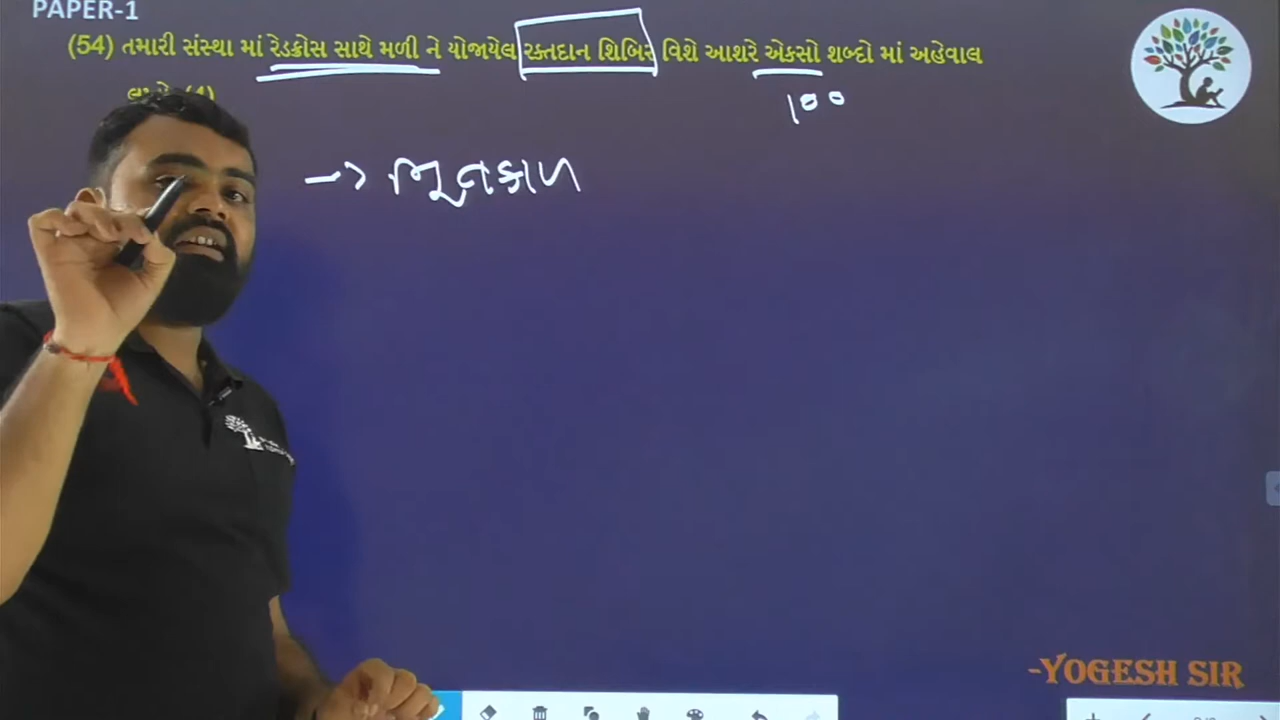 PAPER-1
(54) તમારી સંસ્થા માં રેડક્રોસ સાથે મળી ને યોજાયેલ રક્તદાન શિબિર વિશે આશરે એકસો શબ્દો માં અહેવાલ
100
→ ભૂતકાળ
-YOGESH SIR